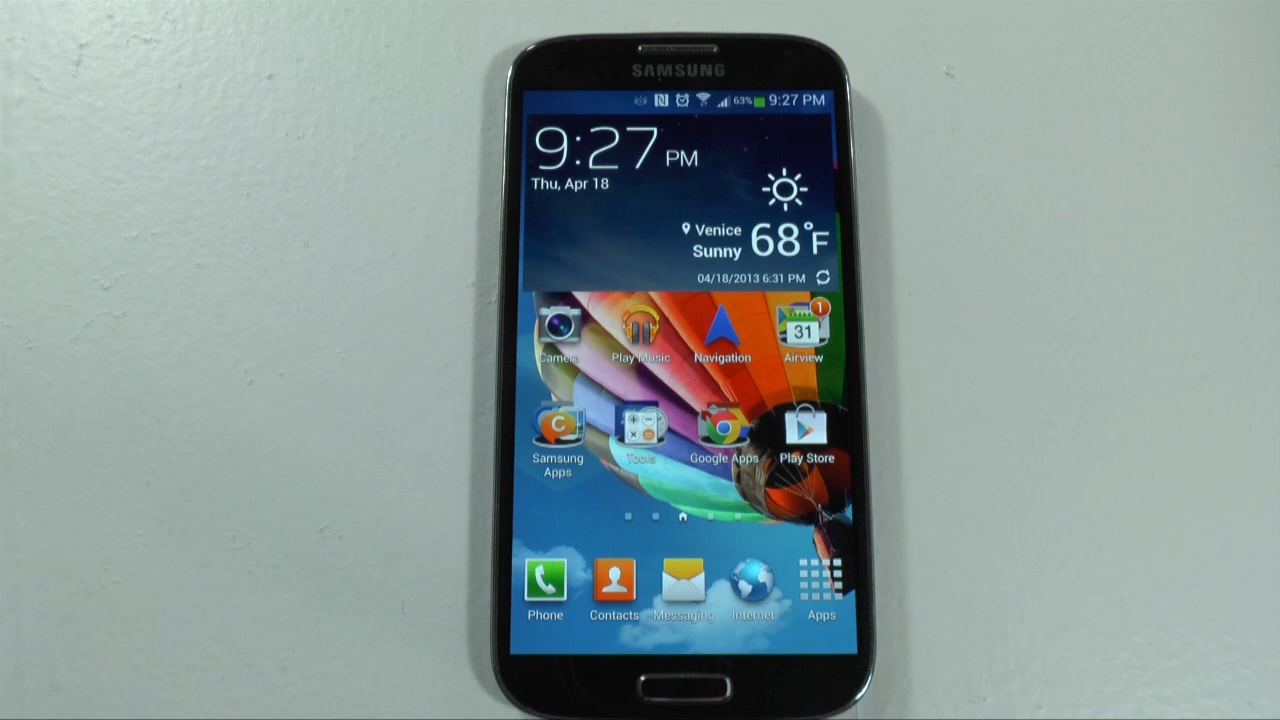 SAMSUNG
63% 9:27 PM
9:27 PM
Thu, Apr 18
Venice
Sunny
68°F
04/18/2013 6:31 PM
1
31
Camera Play Music Navigation Airview
C
Samsung Apps Tools Google Apps Play Store
Phone Contacts Messaging Internet Apps